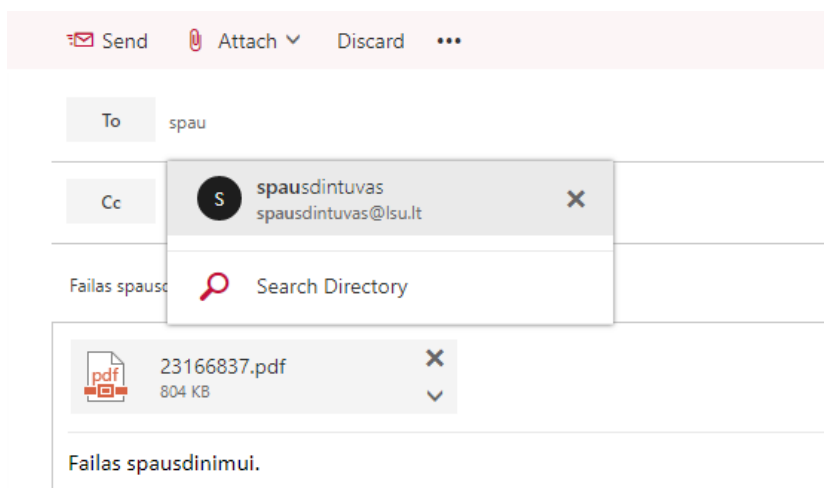 Send Attach Discard •••
To spau
spausdintuvas
spausdintuvas@lsu.lt
Cc
S
Search Directory
Failas spausd
pdf
23166837.pdf
804 KB
Failas spausdinimui.